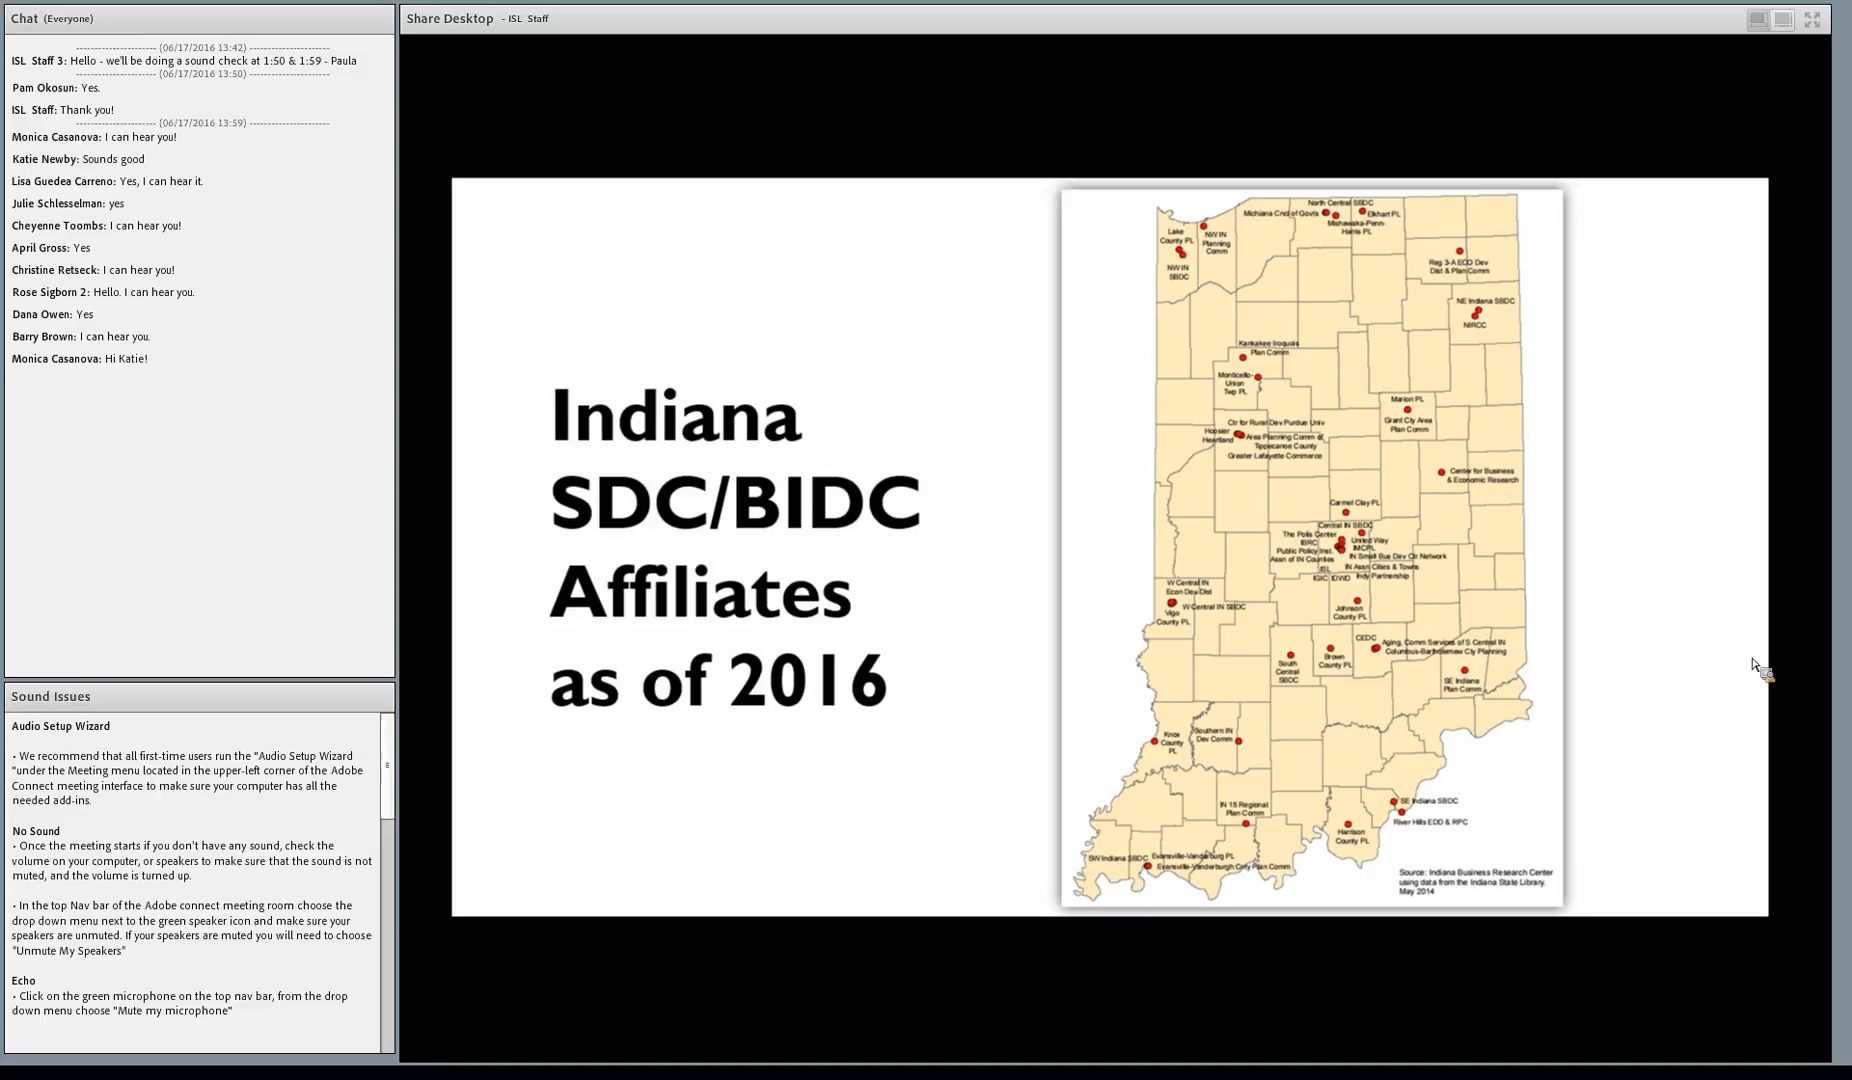 Chat (Everyone)
---------------------- (06/17/2016 13:42) ----------------------
ISL Staff 3: Hello - we'll be doing a sound check at 1:50 & 1:59 - Paula
---------------------- (06/17/2016 13:50) ----------------------
Pam Okosun: Yes.
ISL Staff: Thank you!
---------------------- (06/17/2016 13:59) ----------------------
Monica Casanova: I can hear you!
Katie Newby: Sounds good
Lisa Guedea Carreno: Yes, I can hear it.
Julie Schlesselman: yes
Cheyenne Toombs: I can hear you!
April Gross: Yes
Christine Retseck: I can hear you!
Rose Sigborn 2: Hello. I can hear you.
Dana Owen: Yes
Barry Brown: I can hear you.
Monica Casanova: Hi Katie!
Sound Issues
Audio Setup Wizard
• We recommend that all first-time users run the "Audio Setup Wizard
"under the Meeting menu located in the upper-left corner of the Adobe
Connect meeting interface to make sure your computer has all the
needed add-ins.
No Sound
• Once the meeting starts if you don't have any sound, check the
volume on your computer, or speakers to make sure that the sound is not
muted, and the volume is turned up.
• In the top Nav bar of the Adobe connect meeting room choose the
drop down menu next to the green speaker icon and make sure your
speakers are unmuted. If your speakers are muted you will need to choose
"Unmute My Speakers"
Echo
• Click on the green microphone on the top nav bar, from the drop
down menu choose "Mute my microphone"
Share Desktop - ISL Staff
Indiana
SDC/BIDC
Affiliates
as of 2016
North Central SBDC
Michiana Cncl of Govts
Elkhart PL
Mishawaka-Penn-
Harris PL
Lake
County PL
NW IN
Planning
Comm
NW IN
SBDC
Reg 3-A ECO Dev
Dist & Plan Comm
NE Indiana SBDC
NIRCC
Kankakee Iroquois
Plan Comm
Monticello-
Union
Twp PL
Marion PL
Grant Cty Area
Plan Comm
Ctr for Rural Dev Purdue Univ
Hoosier
Heartland
Area Planning Comm of
Tippecanoe County
Greater Lafayette Commerce
Center for Business
& Economic Research
Carmel Clay PL
Central IN SBDC
The Polis Center
IBRC
Public Policy Inst.
Assn of IN Counties
United Way
IMCPL
IN Small Bus Dev Ctr Network
ISL
IN Assn Cities & Towns
IGIC IDWD Indy Partnership
W Central IN
Econ Dev Dist
W Central IN SBDC
Vigo
County PL
Johnson
County PL
CEDC
Aging, Comm Services of S Central IN
Columbus-Bartholomew Cty Planning
South
Central
SBDC
Brown
County PL
SE Indiana
Plan Comm
Knox
County
PL
Southern IN
Dev Comm
IN 15 Regional
Plan Comm
SE Indiana SBDC
River Hills EDD & RPC
Harrison
County PL
SW Indiana SBDC
Evansville-Vanderburg PL
Evansville-Vanderburgh Cnty Plan Comm
Source: Indiana Business Research Center
using data from the Indiana State Library.
May 2014